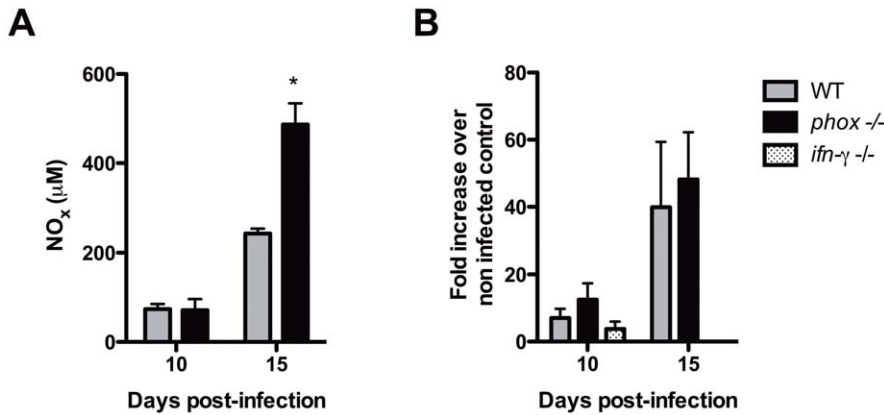 A
600
400
200
0
NOx (μM)
*
10
15
Days post-infection
B
80
60
40
20
0
Fold increase over
non infected control
10
15
Days post-infection
WT
phox -/-
ifn-γ -/-